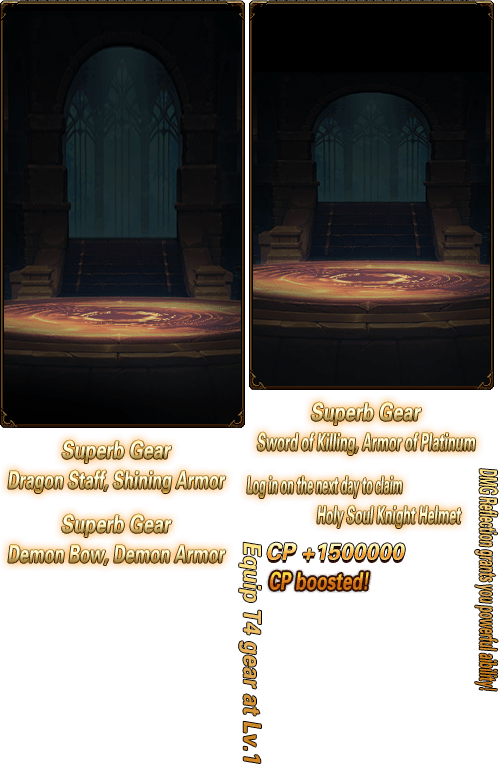 Superb Gear
Dragon Staff, Shining Armor
Superb Gear
Demon Bow, Demon Armor
Superb Gear
Sword of Killing, Armor of Platinum
Log in on the next day to claim
Holy Soul Knight Helmet
CP +1500000
CP boosted!
Equip T4 gear at Lv.1
DMG Reflection grants you powerful ability!